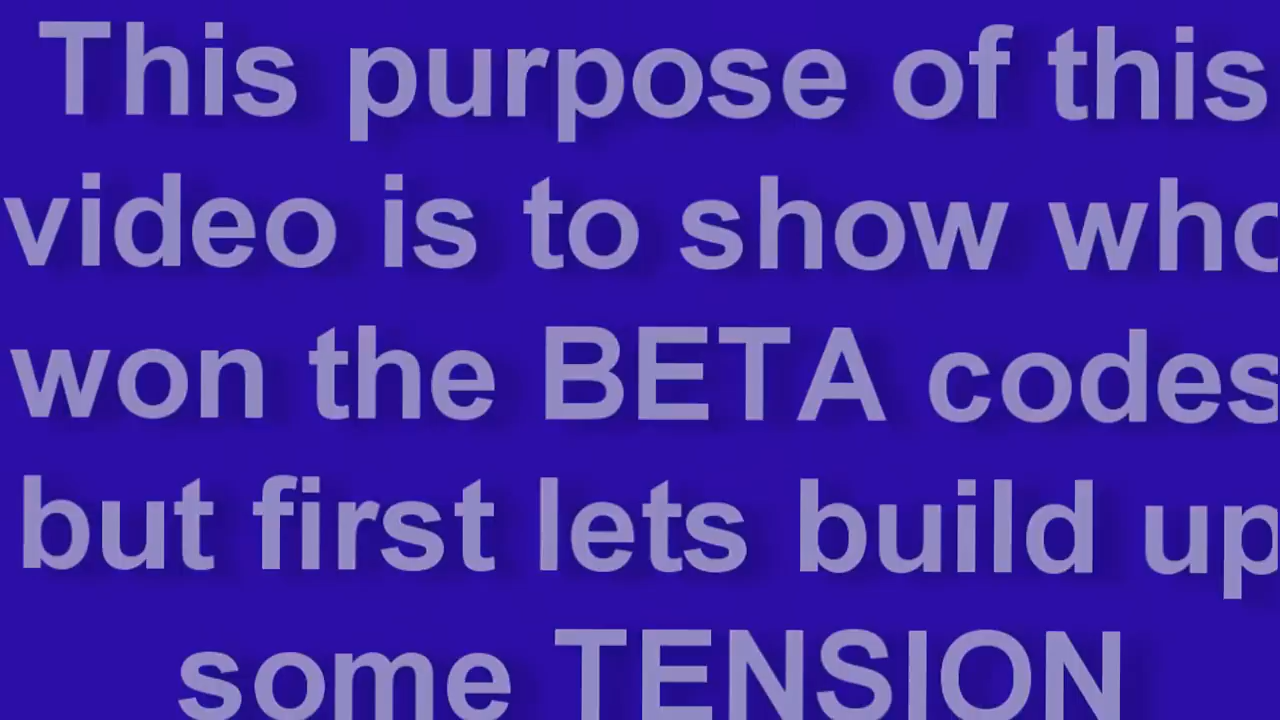 This purpose of this
video is to show who
won the BETA codes
but first lets build up
some TENSION